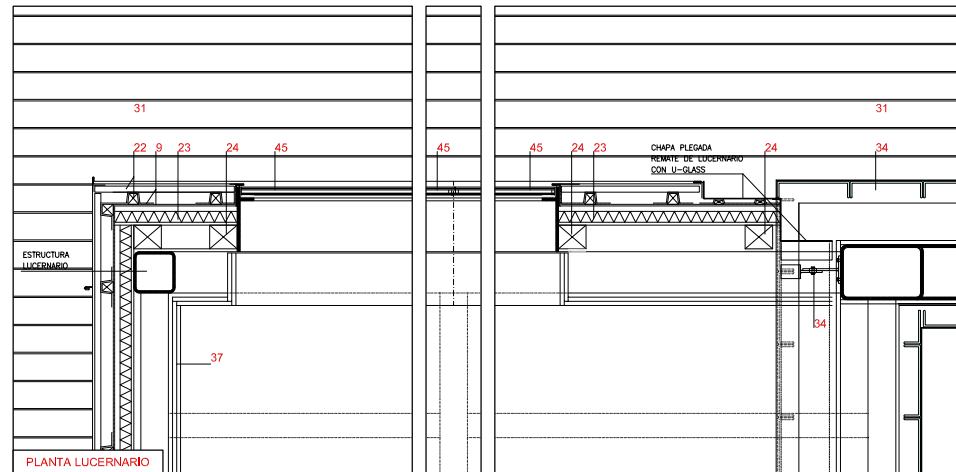 31
31
22
9
23
24
45
45
45
24
23
CHAPA PLEGADA
REMATE DE LUCERNARIO
CON U-GLASS
24
34
ESTRUCTURA
LUCERNARIO
34
37
PLANTA LUCERNARIO